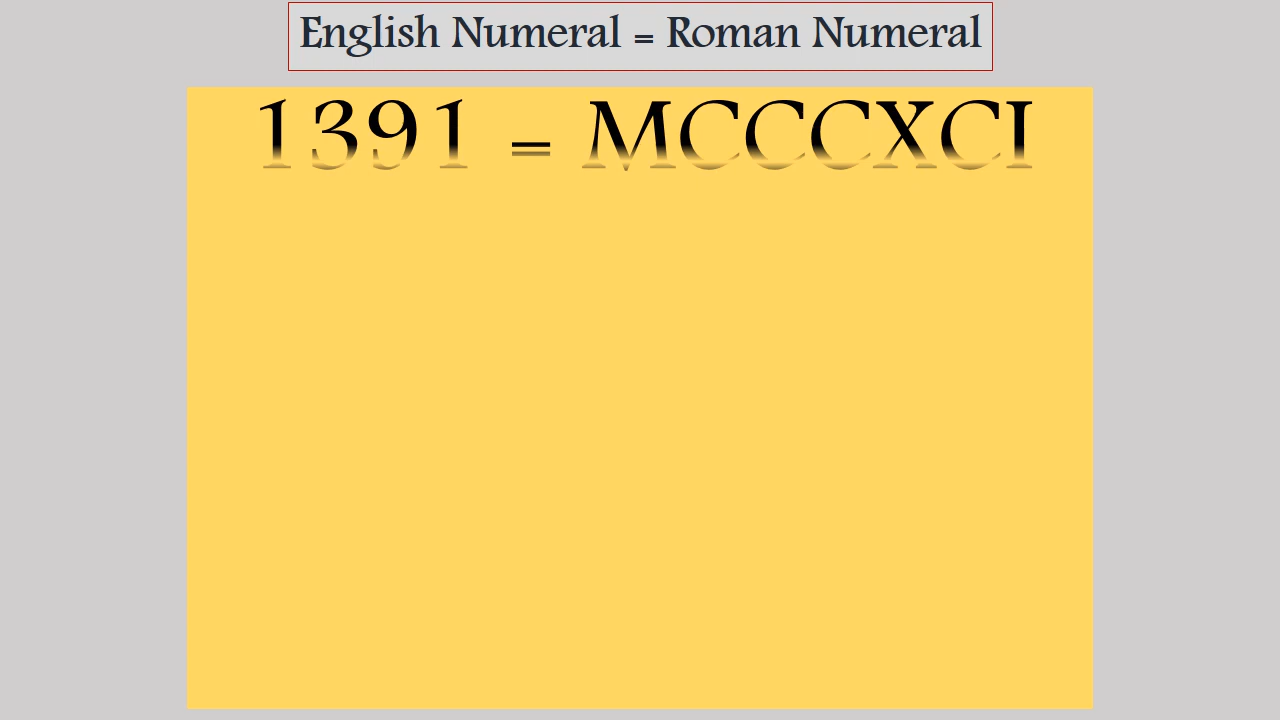 English Numeral = Roman Numeral
1391 = MCCCXCI